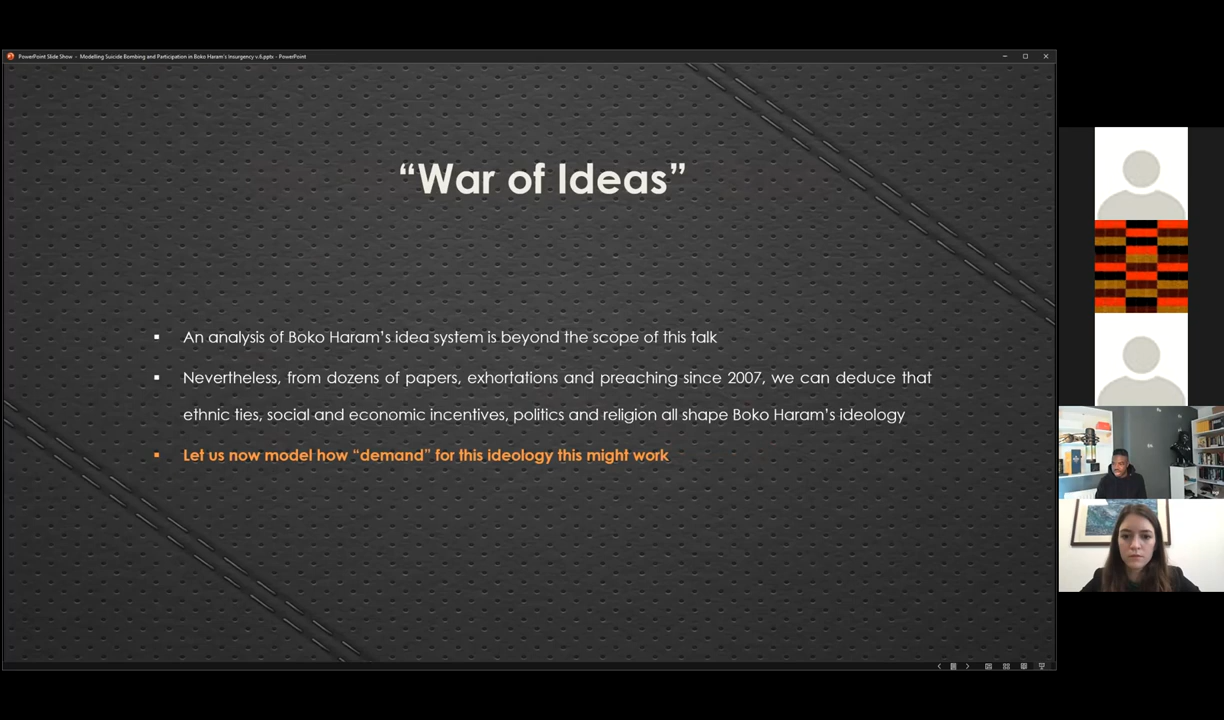 PowerPoint Slide Show - Modelling Suicide Bombing and Participation in Boko Haram's Insurgency v.6.pptx - PowerPoint
“War of Ideas”
▪ An analysis of Boko Haram’s idea system is beyond the scope of this talk
▪ Nevertheless, from dozens of papers, exhortations and preaching since 2007, we can deduce that
ethnic ties, social and economic incentives, politics and religion all shape Boko Haram’s ideology
▪ Let us now model how “demand” for this ideology this might work